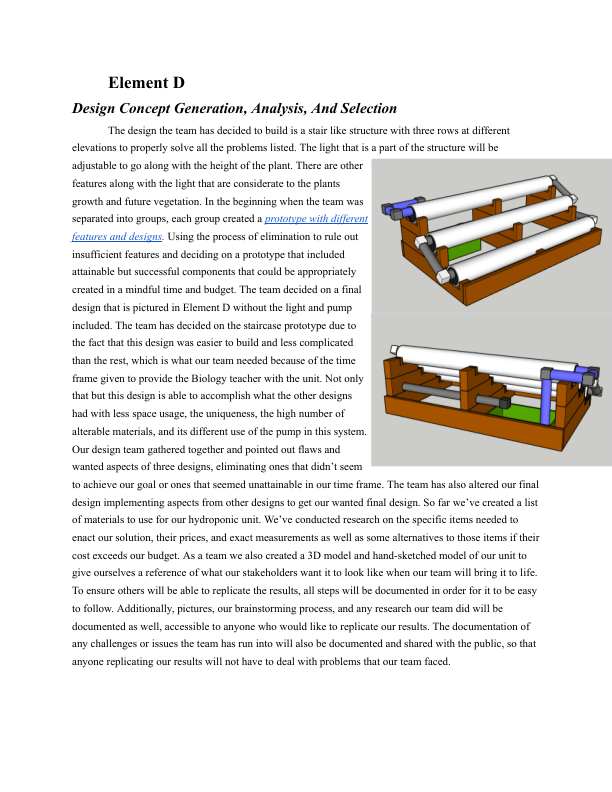 Element D
Design Concept Generation, Analysis, And Selection
The design the team has decided to build is a stair like structure with three rows at different
elevations to properly solve all the problems listed. The light that is a part of the structure will be
adjustable to go along with the height of the plant. There are other
features along with the light that are considerate to the plants
growth and future vegetation. In the beginning when the team was
separated into groups, each group created a prototype with different
features and designs. Using the process of elimination to rule out
insufficient features and deciding on a prototype that included
attainable but successful components that could be appropriately
created in a mindful time and budget. The team decided on a final
design that is pictured in Element D without the light and pump
included. The team has decided on the staircase prototype due to
the fact that this design was easier to build and less complicated
than the rest, which is what our team needed because of the time
frame given to provide the Biology teacher with the unit. Not only
that but this design is able to accomplish what the other designs
had with less space usage, the uniqueness, the high number of
alterable materials, and its different use of the pump in this system.
Our design team gathered together and pointed out flaws and
wanted aspects of three designs, eliminating ones that didn't seem
to achieve our goal or ones that seemed unattainable in our time frame. The team has also altered our final
design implementing aspects from other designs to get our wanted final design. So far we've created a list
of materials to use for our hydroponic unit. We've conducted research on the specific items needed to
enact our solution, their prices, and exact measurements as well as some alternatives to those items if their
cost exceeds our budget. As a team we also created a 3D model and hand-sketched model of our unit to
give ourselves a reference of what our stakeholders want it to look like when our team will bring it to life.
To ensure others will be able to replicate the results, all steps will be documented in order for it to be easy
to follow. Additionally, pictures, our brainstorming process, and any research our team did will be
documented as well, accessible to anyone who would like to replicate our results. The documentation of
any challenges or issues the team has run into will also be documented and shared with the public, so that
anyone replicating our results will not have to deal with problems that our team faced.